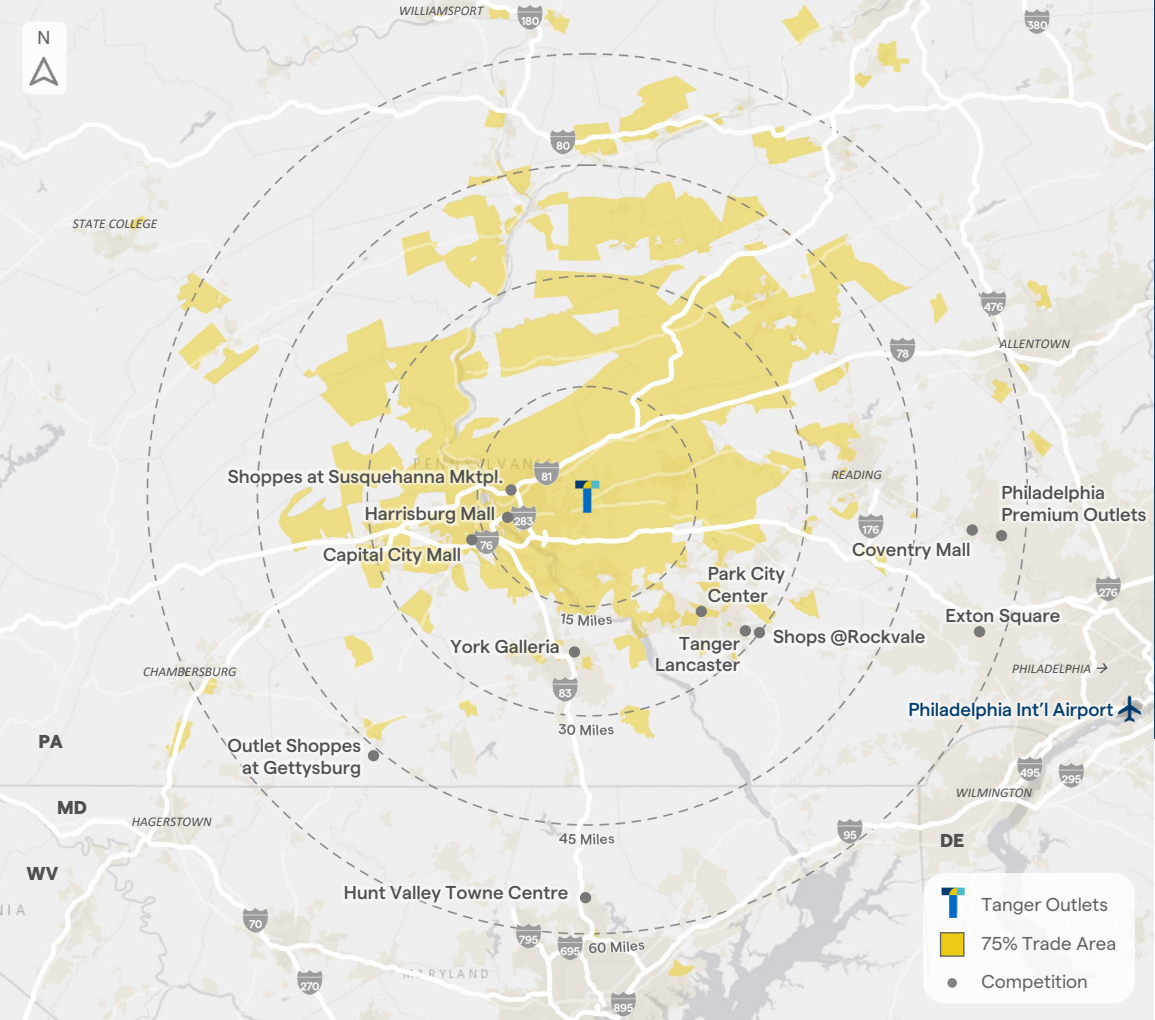 WILLIAMSPORT
180
380
N
80
STATE COLLEGE
476
ALLENTOWN
78
PENNSYLVANIA
81
Shoppes at Susquehanna Mktpl.
READING
Harrisburg Mall
283
Philadelphia
Premium Outlets
176
76
Capital City Mall
Coventry Mall
Park City
Center
276
15 Miles
Exton Square
York Galleria
Tanger
Lancaster
Shops @Rockvale
CHAMBERSBURG
PHILADELPHIA →
83
Philadelphia Int'l Airport
30 Miles
PA
Outlet Shoppes
at Gettysburg
495
295
WILMINGTON
MD
HAGERSTOWN
95
45 Miles
DE
WV
Hunt Valley Towne Centre
NIA
70
795
695
60 Miles
MARYLAND
270
895
Tanger Outlets
75% Trade Area
Competition